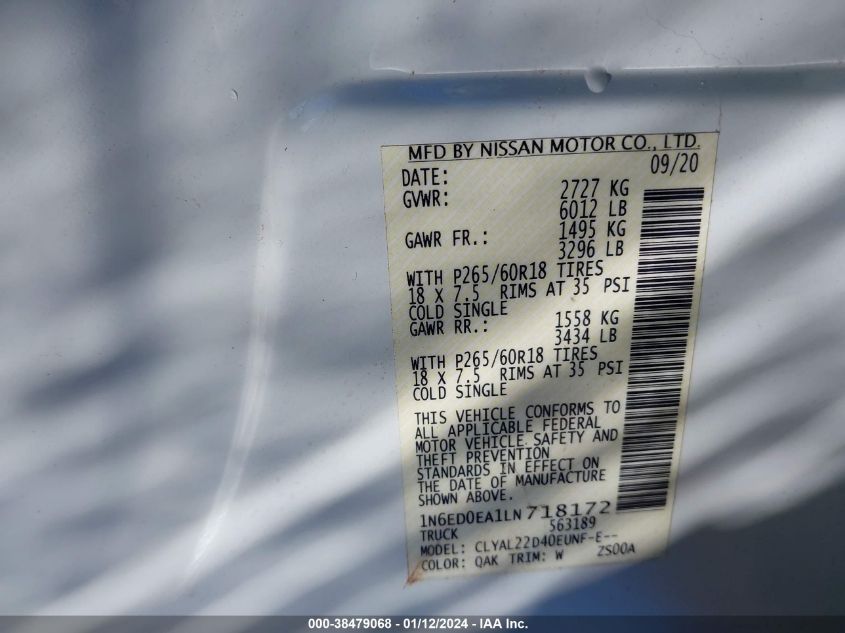 MFD BY NISSAN MOTOR CO., LTD.
DATE: 09/20
GVWR: 2727 KG
6012 LB
GAWR FR.: 1495 KG
3296 LB
WITH P265/60R18 TIRES
18 X 7.5 RIMS AT 35 PSI
COLD SINGLE
GAWR RR.: 1558 KG
3434 LB
WITH P265/60R18 TIRES
18 X 7.5 RIMS AT 35 PSI
COLD SINGLE
THIS VEHICLE CONFORMS TO
ALL APPLICABLE FEDERAL
MOTOR VEHICLE SAFETY AND
THEFT PREVENTION
STANDARDS IN EFFECT ON
THE DATE OF MANUFACTURE
SHOWN ABOVE.
1N6ED0EA1LN718172
TRUCK 563189
MODEL: CLYAL22D40EUNF-E--
COLOR: QAK TRIM: W ZS00A
000-38479068 - 01/12/2024 - IAA Inc.